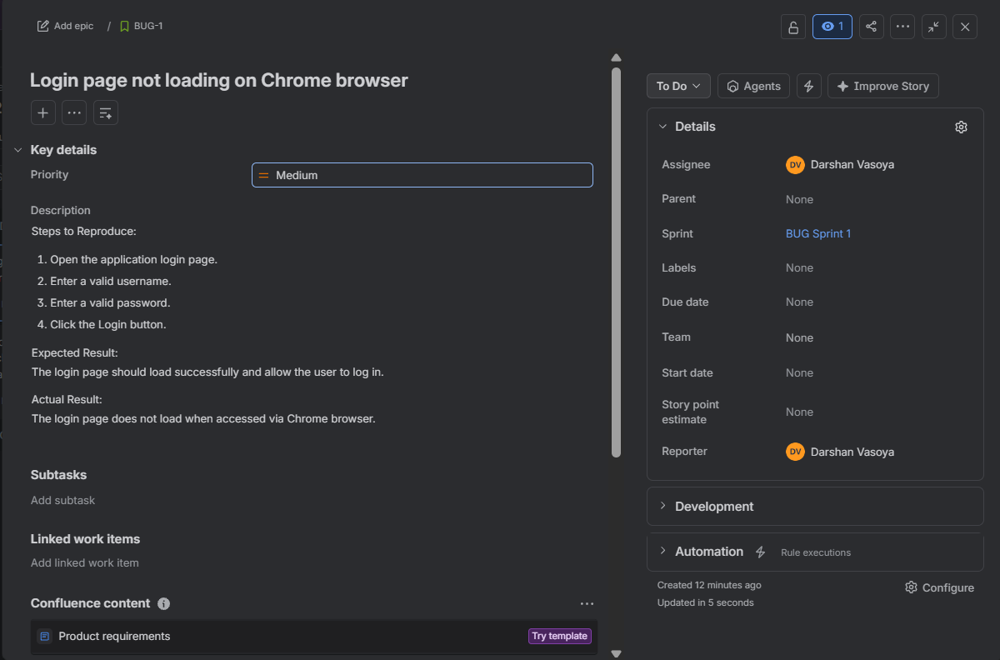 Add epic / BUG-1
1
Login page not loading on Chrome browser
Key details
Priority
Medium
Description
Steps to Reproduce:
1. Open the application login page.
2. Enter a valid username.
3. Enter a valid password.
4. Click the Login button.
Expected Result:
The login page should load successfully and allow the user to log in.
Actual Result:
The login page does not load when accessed via Chrome browser.
Subtasks
Add subtask
Linked work items
Add linked work item
Confluence content
Product requirements
Try template
To Do
Agents
Improve Story
Details
Assignee
DV Darshan Vasoya
Parent
None
Sprint
BUG Sprint 1
Labels
None
Due date
None
Team
None
Start date
None
Story point
estimate
None
Reporter
DV Darshan Vasoya
Development
Automation
Rule executions
Created 12 minutes ago
Updated in 5 seconds
Configure